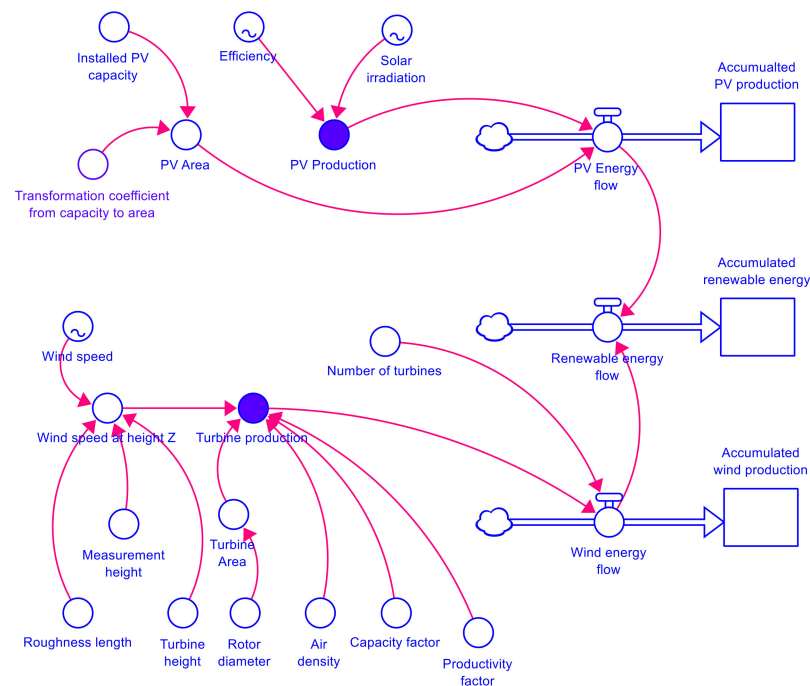 Installed PV
capacity
Efficiency
Solar
irradiation
Accumualted
PV production
PV Area
PV Production
PV Energy
flow
Transformation coefficient
from capacity to area
Accumulated
renewable energy
Wind speed
Number of turbines
Renewable energy
flow
Wind speed at height Z
Turbine production
Accumulated
wind production
Measurement
height
Turbine
Area
Wind energy
flow
Roughness length
Turbine
height
Rotor
diameter
Air
density
Capacity factor
Productivity
factor